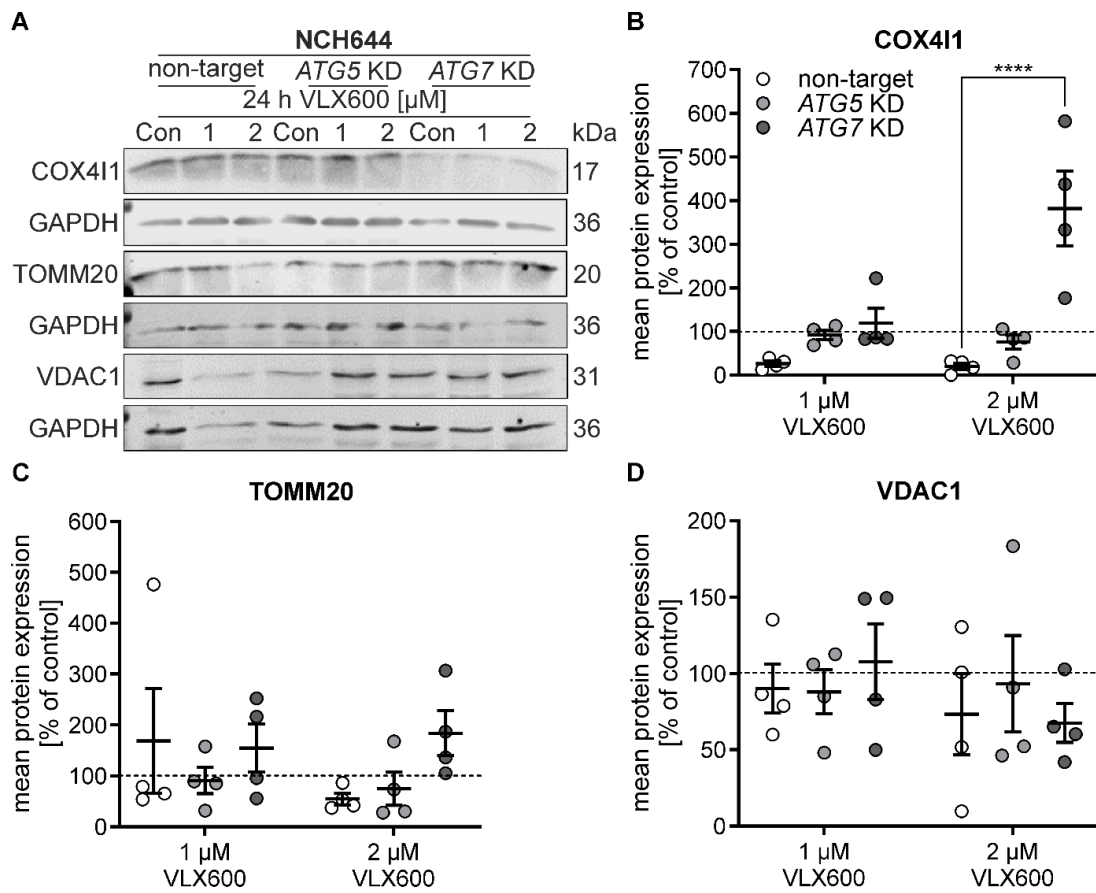 A
NCH644
non-target ATG5 KD ATG7 KD
24 h VLX600 [µM]
Con 1 2 Con 1 2 Con 1 2 kDa
COX4I1 17
GAPDH 36
TOMM20 20
GAPDH 36
VDAC1 31
GAPDH 36
B
COX4I1
mean protein expression
[% of control]
700
600
500
400
300
200
100
0
non-target
ATG5 KD
ATG7 KD
****
1 µM
VLX600
2 µM
VLX600
C
TOMM20
mean protein expression
[% of control]
600
500
400
300
200
100
0
1 µM
VLX600
2 µM
VLX600
D
VDAC1
mean protein expression
[% of control]
200
150
100
50
0
1 µM
VLX600
2 µM
VLX600